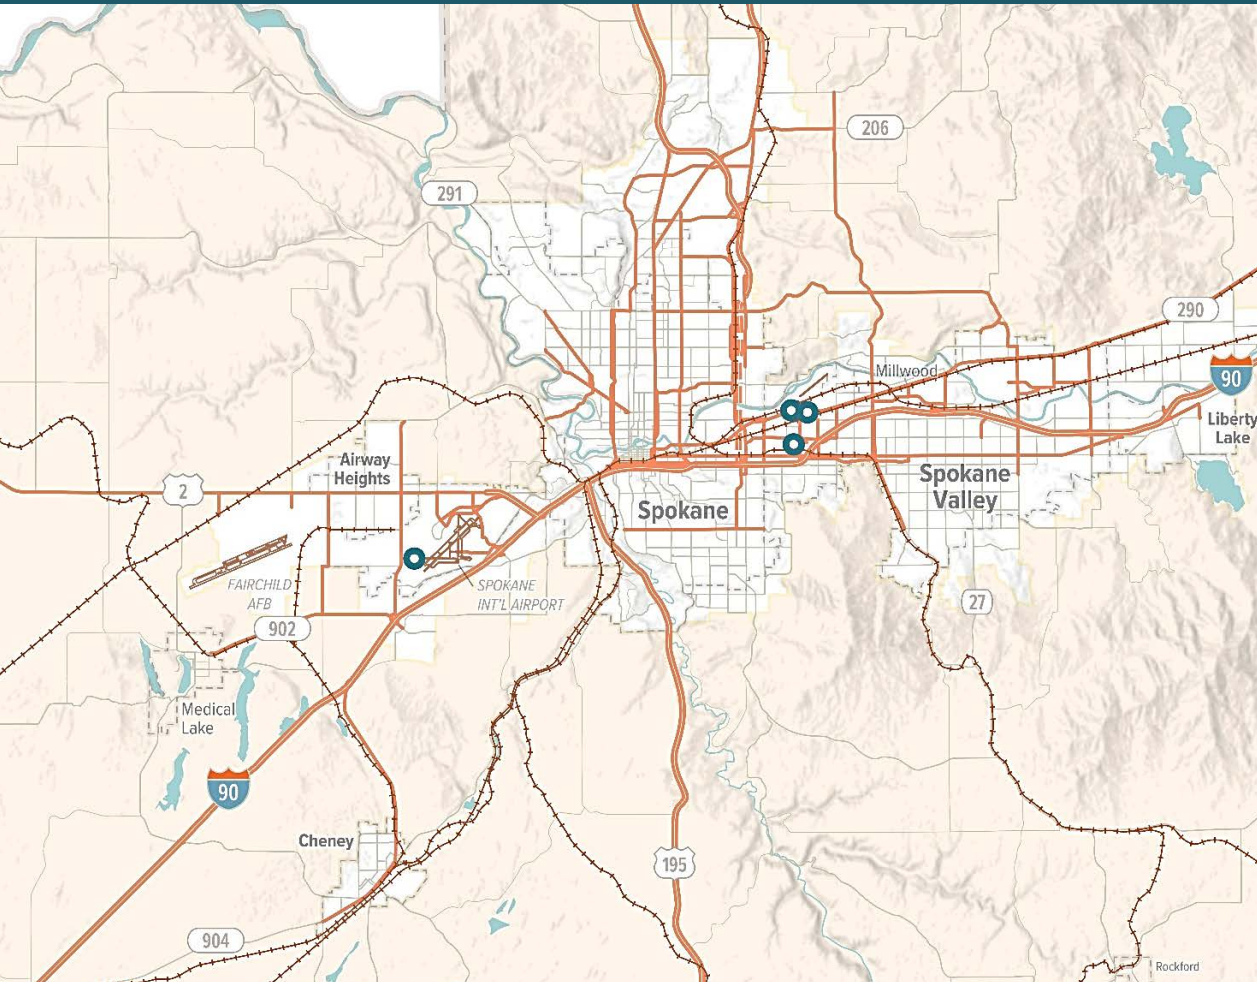 206
291
290
90
Millwood
Liberty
Lake
Airway
Heights
2
Spokane
Valley
Spokane
FAIRCHILD
AFB
SPOKANE
INT'L AIRPORT
27
902
Medical
Lake
90
Cheney
195
904
Rockford